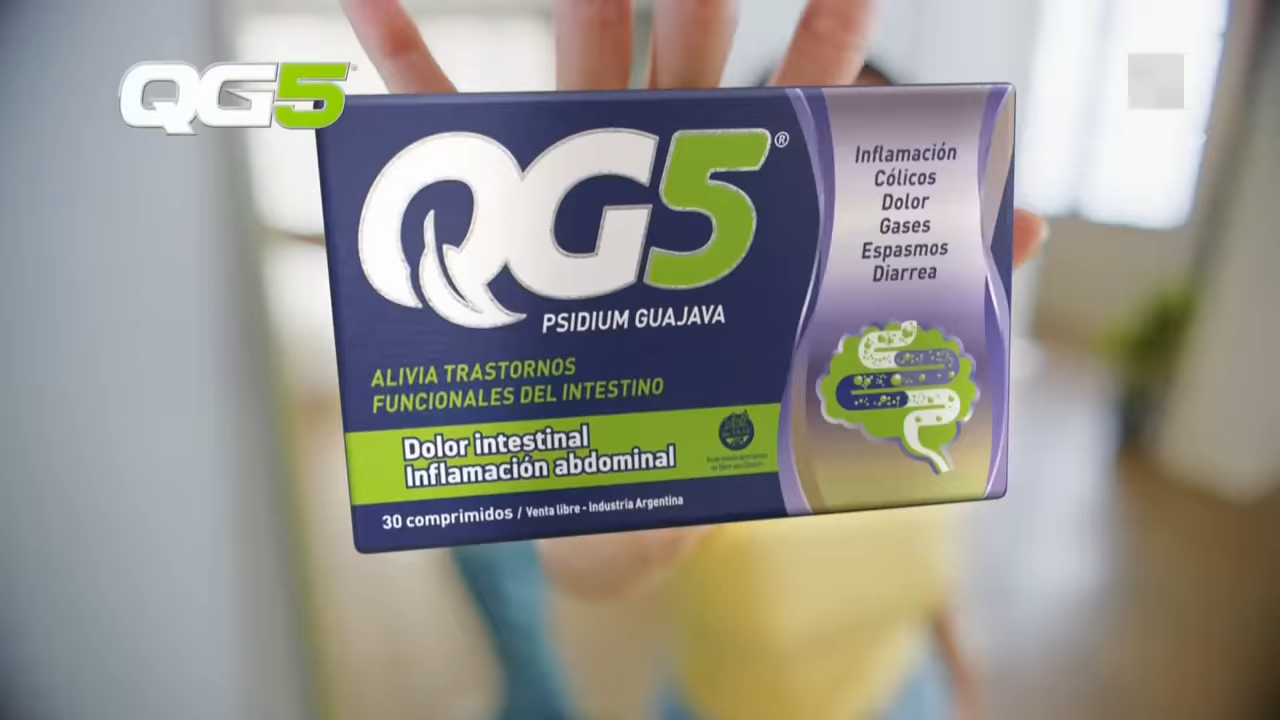 QG5
QG5®
PSIDIUM GUAJAVA
ALIVIA TRASTORNOS
FUNCIONALES DEL INTESTINO
Dolor intestinal
Inflamación abdominal
30 comprimidos / Venta libre - Industria Argentina
Inflamación
Cólicos
Dolor
Gases
Espasmos
Diarrea